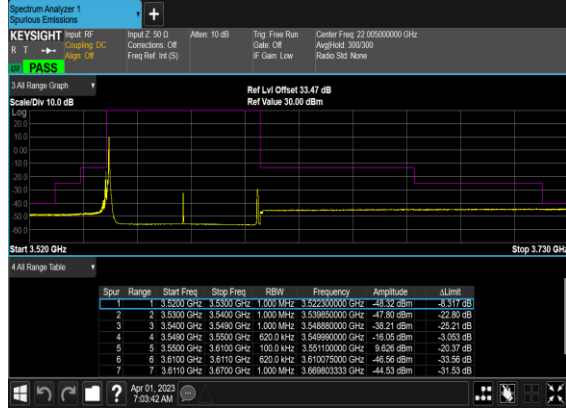 Spectrum Analyzer 1
Spurious Emissions
KEYSIGHT Input: RF Input Z: 50 Ω Atten: 10 dB Trig: Free Run Center Freq: 22.005000000 GHz
R T Coupling: DC Corrections: Off Gate: Off Avg|Hold: 300/300
Align: Off Freq Ref: Int (S) IF Gain: Low Radio Std: None
PASS
3 All Range Graph Ref Lvl Offset 33.47 dB
Scale/Div 10.0 dB Ref Value 30.00 dBm
Log
20.0
10.0
0.00
-10.0
-20.0
-30.0
-40.0
-50.0
-60.0
Start 3.520 GHz Stop 3.730 GHz
4 All Range Table
Spur Range Start Freq Stop Freq RBW Frequency Amplitude ΔLimit
1 1 3.5200 GHz 3.5300 GHz 1.000 MHz 3.522300000 GHz -48.32 dBm -8.317 dB
2 2 3.5300 GHz 3.5400 GHz 1.000 MHz 3.539850000 GHz -47.80 dBm -22.80 dB
3 3 3.5400 GHz 3.5490 GHz 1.000 MHz 3.548880000 GHz -38.21 dBm -25.21 dB
4 4 3.5490 GHz 3.5500 GHz 620.0 kHz 3.549990000 GHz -16.05 dBm -3.053 dB
5 5 3.5500 GHz 3.6100 GHz 100.0 kHz 3.551100000 GHz 9.626 dBm -20.37 dB
6 6 3.6100 GHz 3.6110 GHz 620.0 kHz 3.610075000 GHz -46.56 dBm -33.56 dB
7 7 3.6110 GHz 3.6700 GHz 1.000 MHz 3.669803333 GHz -44.53 dBm -31.53 dB
? Apr 01, 2023
7:03:42 AM